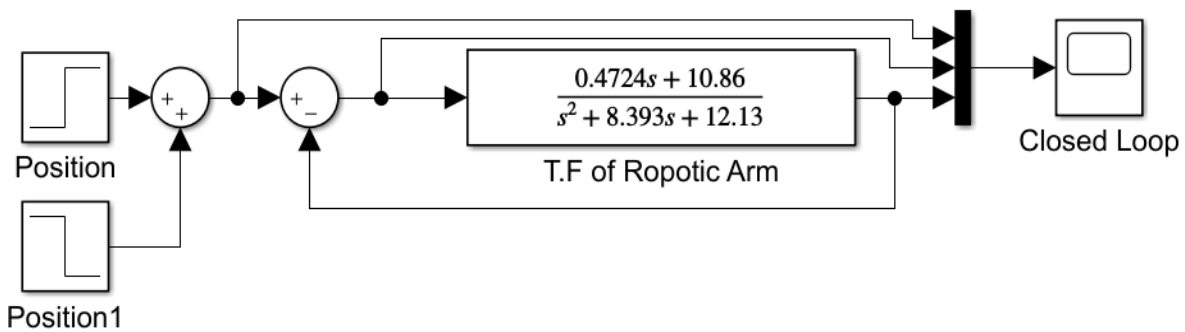 Position
+
+
+
−
0.4724s + 10.86
s² + 8.393s + 12.13
T.F of Ropotic Arm
Closed Loop
Position1